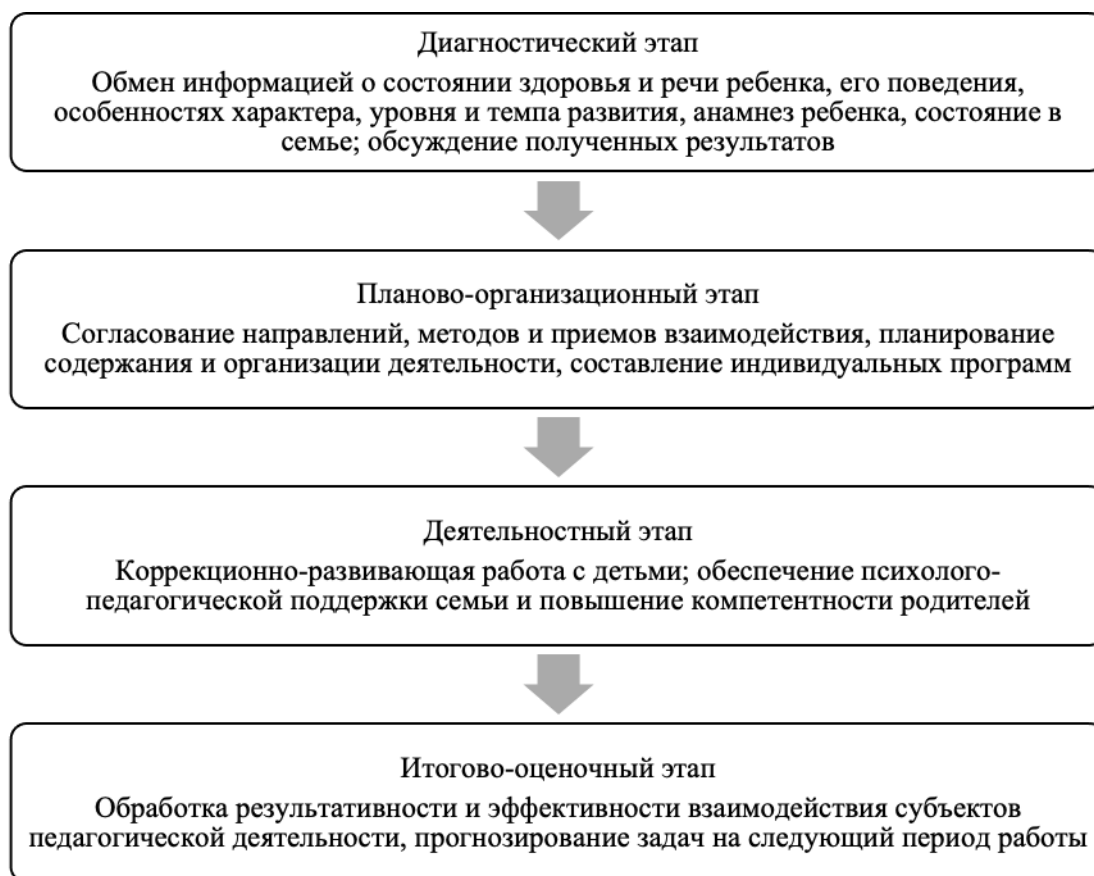 Диагностический этап
Обмен информацией о состоянии здоровья и речи ребенка, его поведения,
особенностях характера, уровня и темпа развития, анамнез ребенка, состояние в
семье; обсуждение полученных результатов
Планово-организационный этап
Согласование направлений, методов и приемов взаимодействия, планирование
содержания и организации деятельности, составление индивидуальных программ
Деятельностный этап
Коррекционно-развивающая работа с детьми; обеспечение психолого-
педагогической поддержки семьи и повышение компетентности родителей
Итогово-оценочный этап
Обработка результативности и эффективности взаимодействия субъектов
педагогической деятельности, прогнозирование задач на следующий период работы